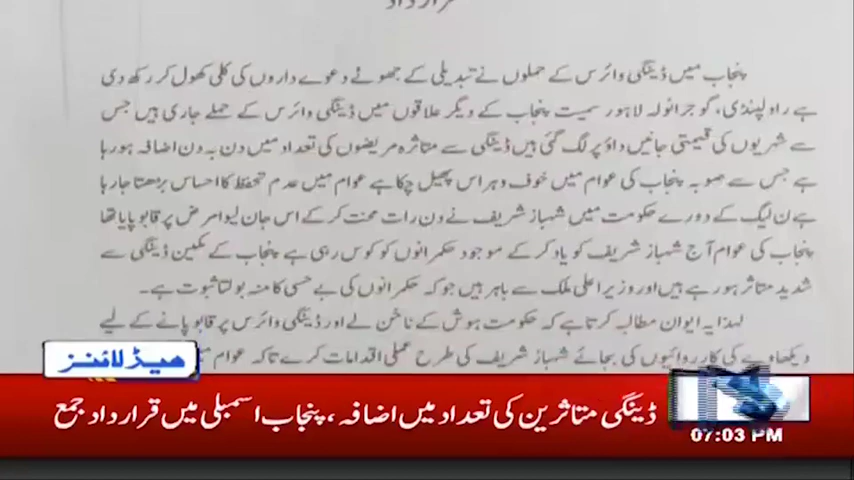 قرارداد
پنجاب میں ڈینگی وائرس کے حملوں نے تبدیلی کے جھوٹے دعوے داروں کی کلی کھول کر رکھ دی
ہے راولپنڈی، گوجرانولہ لاہور سمیت پنجاب کے دیگر علاقوں میں ڈینگی وائرس کے حملے جاری ہیں جس
سے شہریوں کی قیمتی جانیں داؤ پر لگ گئی ہیں ڈینگی سے متاثرہ مریضوں کی تعداد میں دن بہ دن اضافہ ہو رہا
ہے جس سے صوبہ پنجاب کی عوام میں خوف وہراس پھیل چکا ہے عوام میں عدم تحفظ کا احساس بڑھتا جا رہا
ہے ن لیگ کے دورے حکومت میں شہباز شریف نے دن رات محنت کر کے اس جان لیوا مرض پر قابو پایا تھا
پنجاب کی عوام آج شہباز شریف کو یاد کر کے موجود حکمرانوں کو کوس رہی ہے پنجاب کے مکین ڈینگی سے
شدید متاثر ہو رہے ہیں اور وزیر اعلی ملک سے باہر ہیں جو کہ حکمرانوں کی بے حسی کا منہ بولتا ثبوت ہے۔
لہذا یہ ایوان مطالبہ کرتا ہے کہ حکومت ہوش کے ناخن لے اور ڈینگی وائرس پر قابو پانے کے لیے
دیکھاوے کی کارروائیوں کی بجائے شہباز شریف کی طرح عملی اقدامات کرے تاکہ عوام
ہیڈلائنز
ڈینگی متاثرین کی تعداد میں اضافہ، پنجاب اسمبلی میں قرارداد جمع
07:03 PM